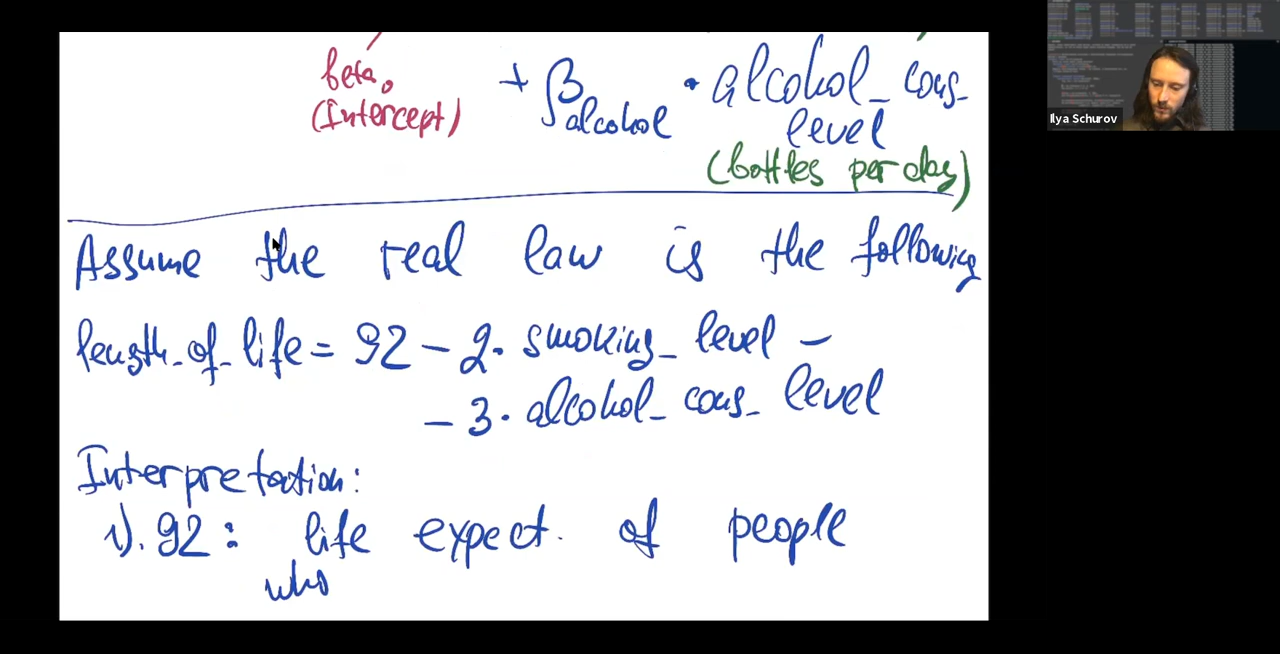 beta₀
(Intercept)
+ β alcohol • alcohol_cons_
level
(bottles per day)
Assume the real law is the following
length_of_life = 92 – 2 • smoking_level –
– 3 • alcohol_cons_level
Interpretation:
1). 92: life expect. of people
who
Ilya Schurov